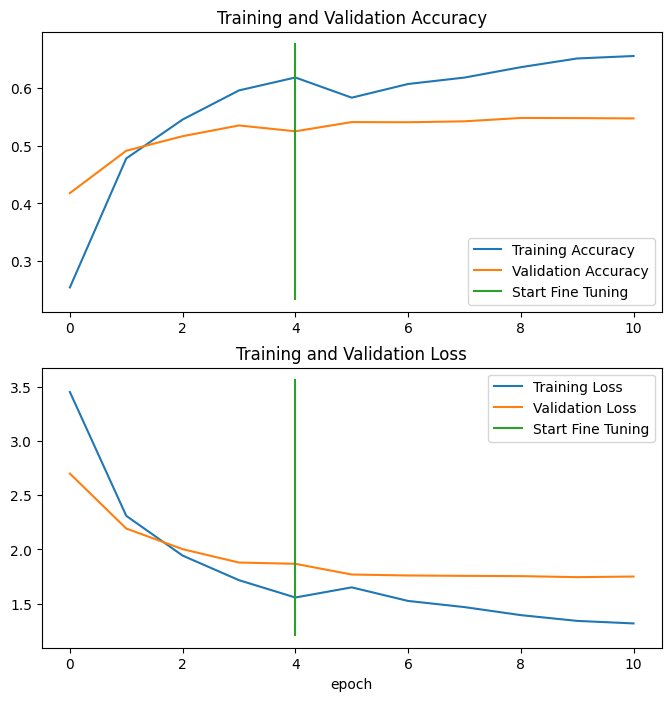 Training and Validation Accuracy
0.6
0.5
0.4
0.3
Training Accuracy
Validation Accuracy
Start Fine Tuning
0 2 4 6 8 10
Training and Validation Loss
3.5
3.0
2.5
2.0
1.5
Training Loss
Validation Loss
Start Fine Tuning
0 2 4 6 8 10
epoch